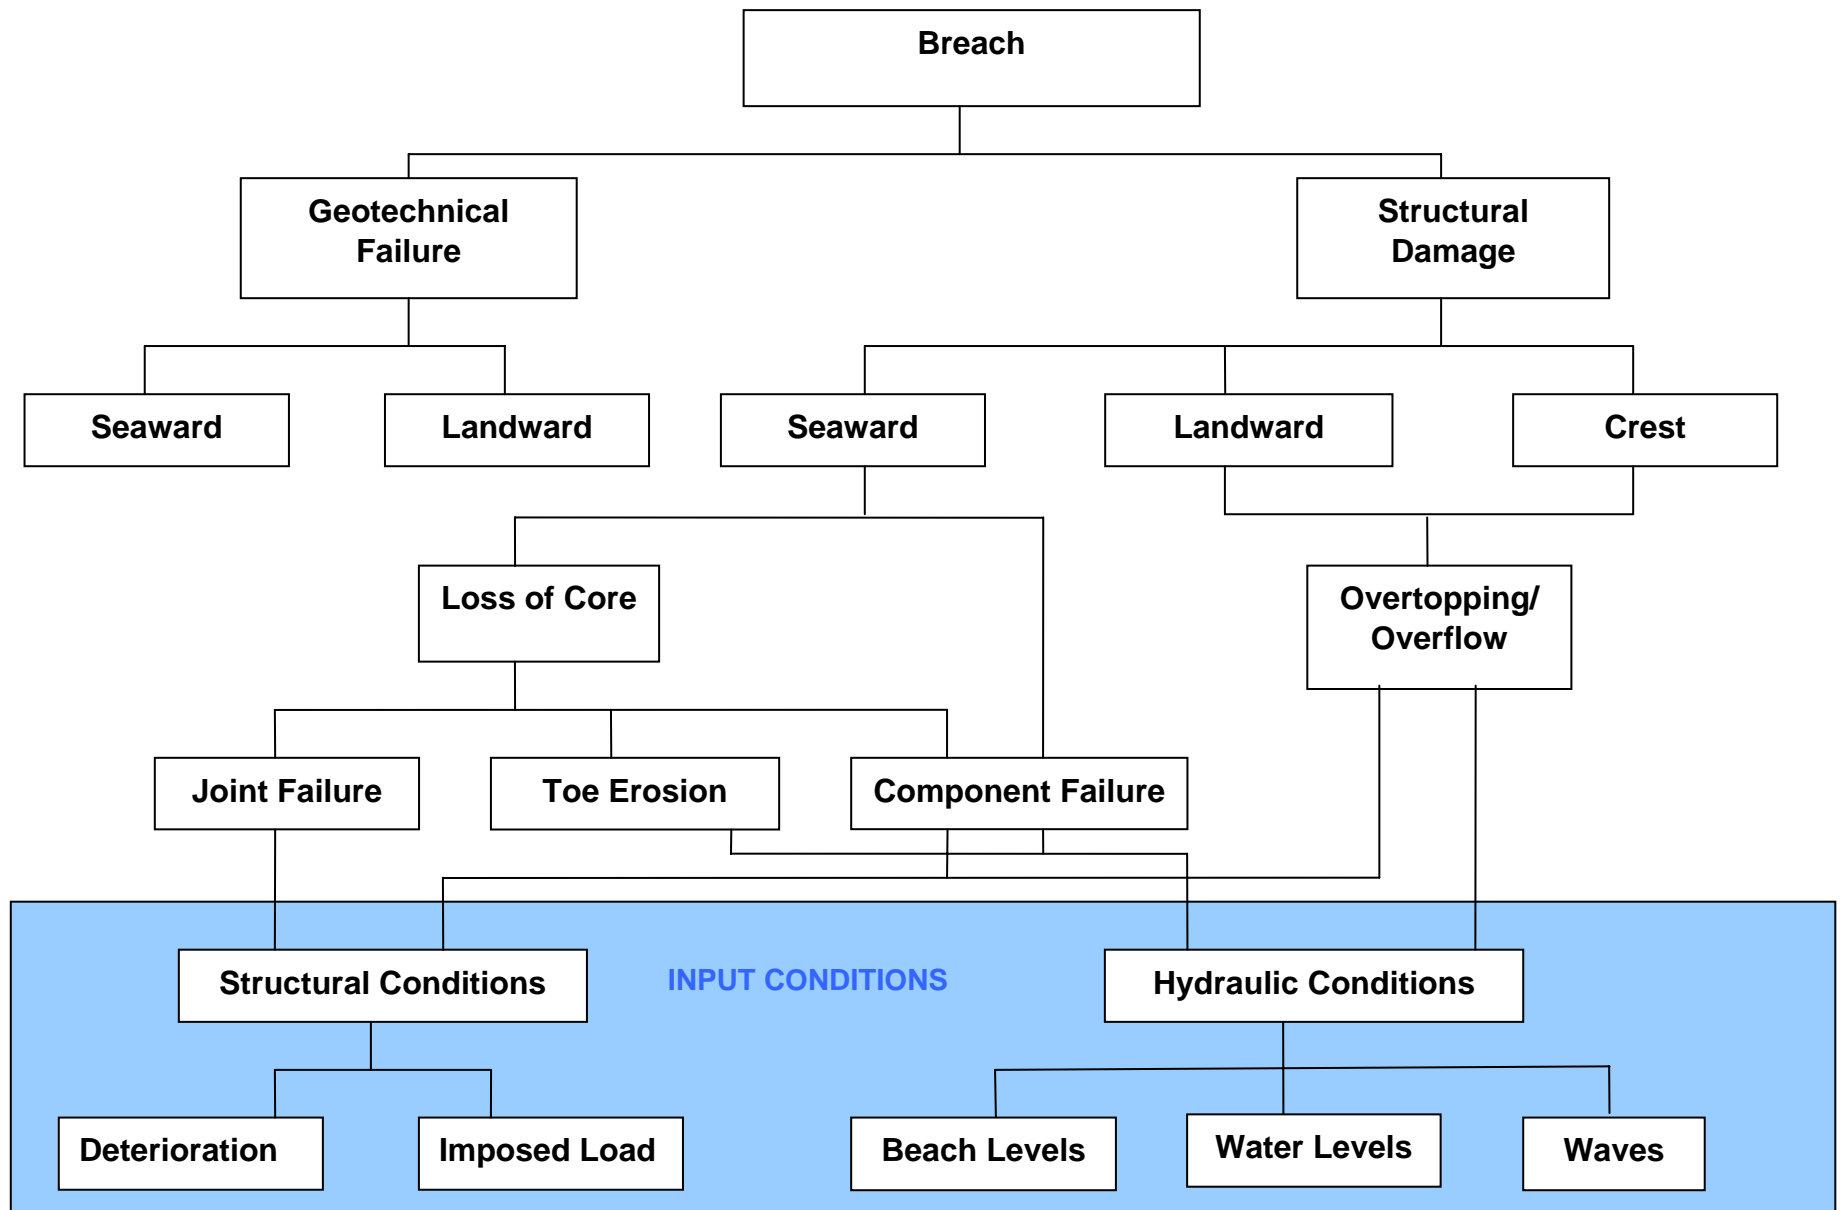 Breach
Geotechnical
Failure
Structural
Damage
Seaward
Landward
Seaward
Landward
Crest
Loss of Core
Overtopping/
Overflow
Joint Failure
Toe Erosion
Component Failure
Structural Conditions
INPUT CONDITIONS
Hydraulic Conditions
Deterioration
Imposed Load
Beach Levels
Water Levels
Waves